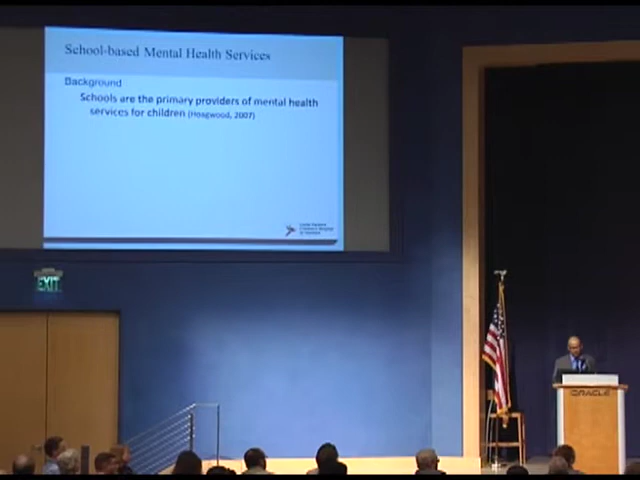 School-based Mental Health Services
Background
Schools are the primary providers of mental health
services for children (Hoagwood, 2007)
EXIT
ORACLE